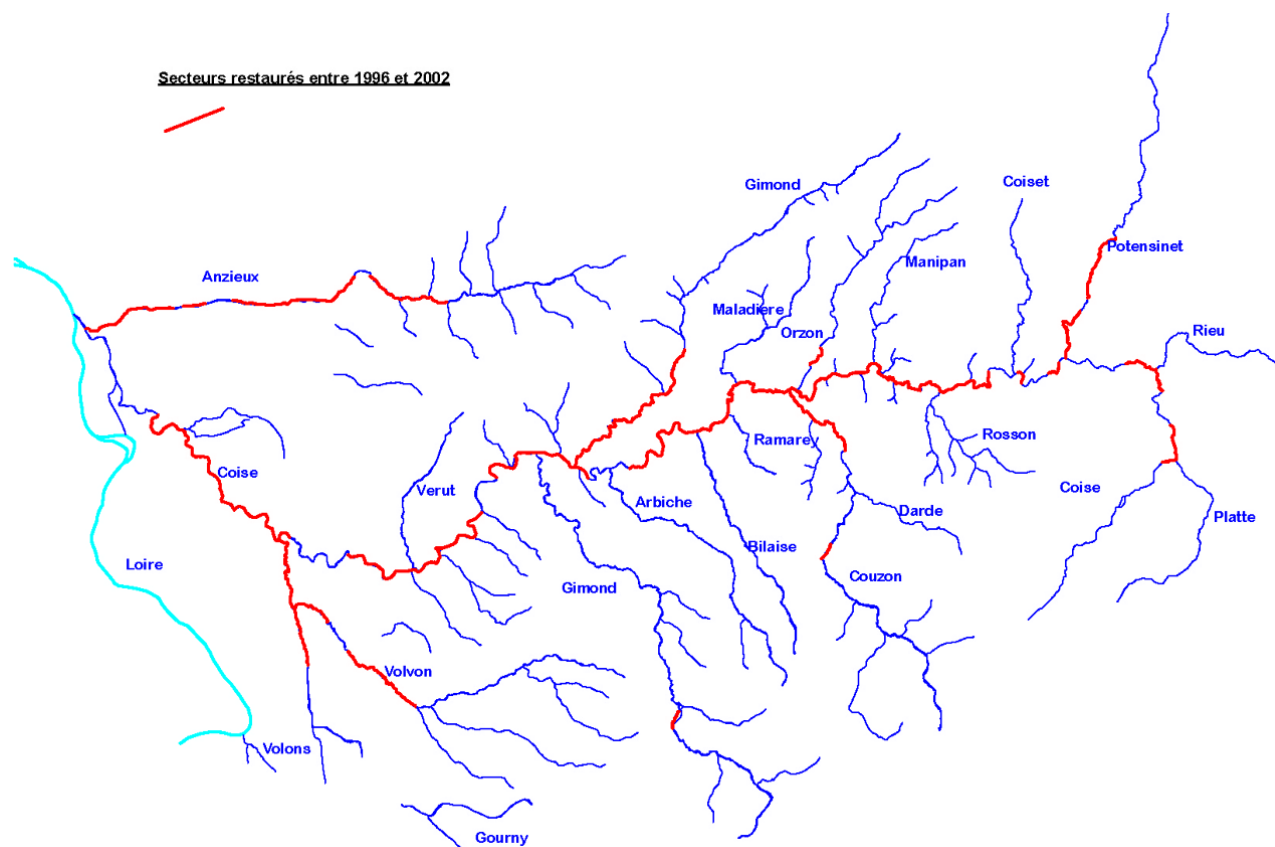 Secteurs restaurés entre 1996 et 2002
Gimond
Coiset
Potensinet
Manipan
Anzieux
Maladière
Orzon
Rieu
Ramarey
Rosson
Coise
Verut
Coise
Arbiche
Darde
Platte
Bilaise
Loire
Gimond
Couzon
Volvon
Volons
Gourny